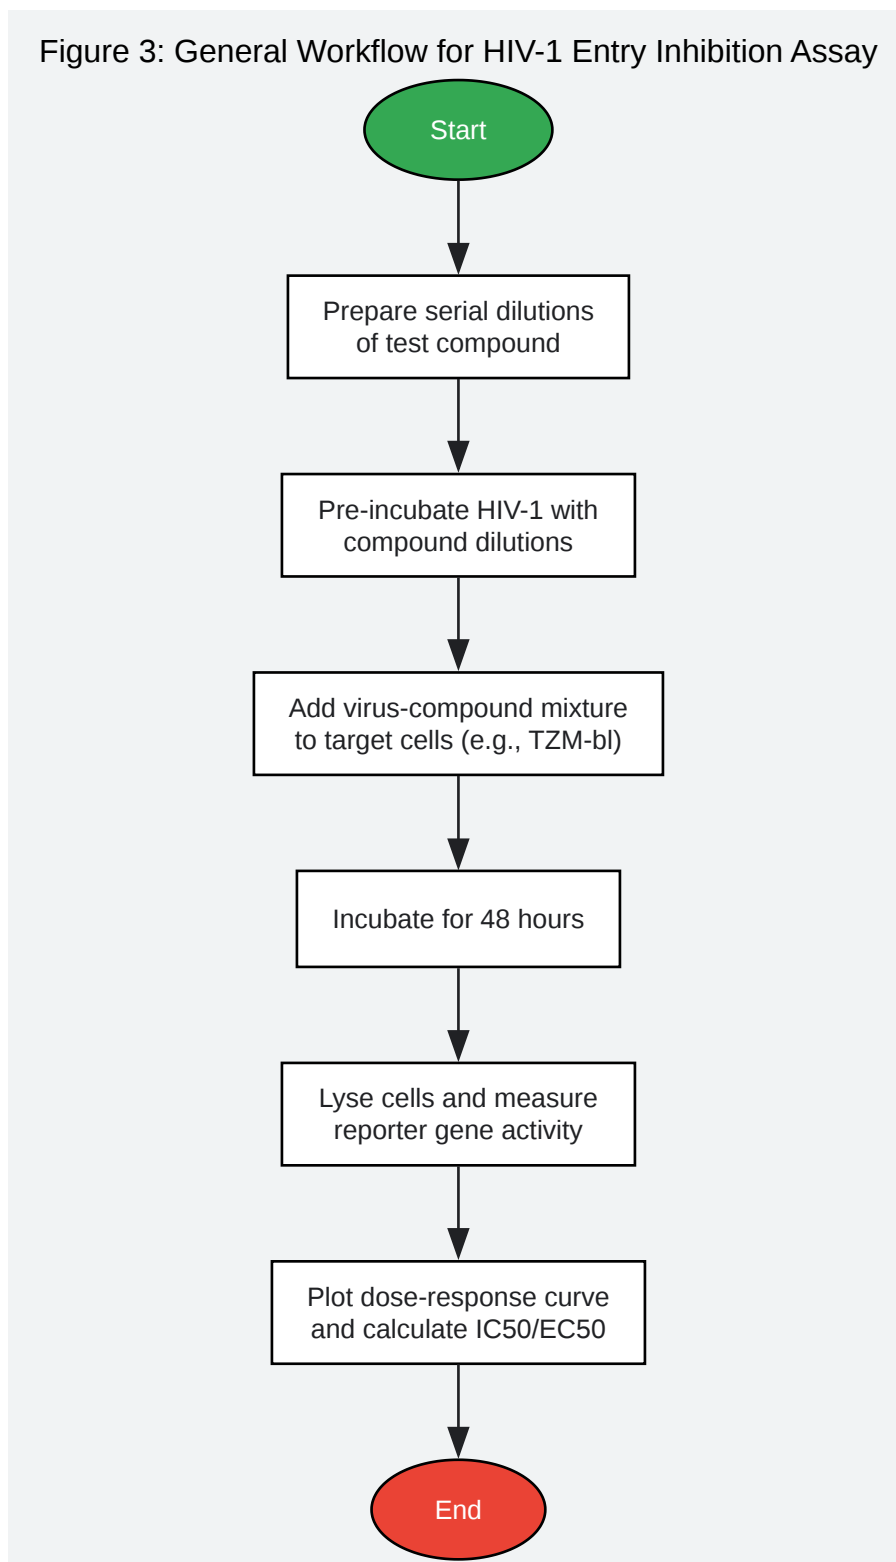 Figure 3: General Workflow for HIV-1 Entry Inhibition Assay
Start
Prepare serial dilutions
of test compound
Pre-incubate HIV-1 with
compound dilutions
Add virus-compound mixture
to target cells (e.g., TZM-bl)
Incubate for 48 hours
Lyse cells and measure
reporter gene activity
Plot dose-response curve
and calculate IC50/EC50
End